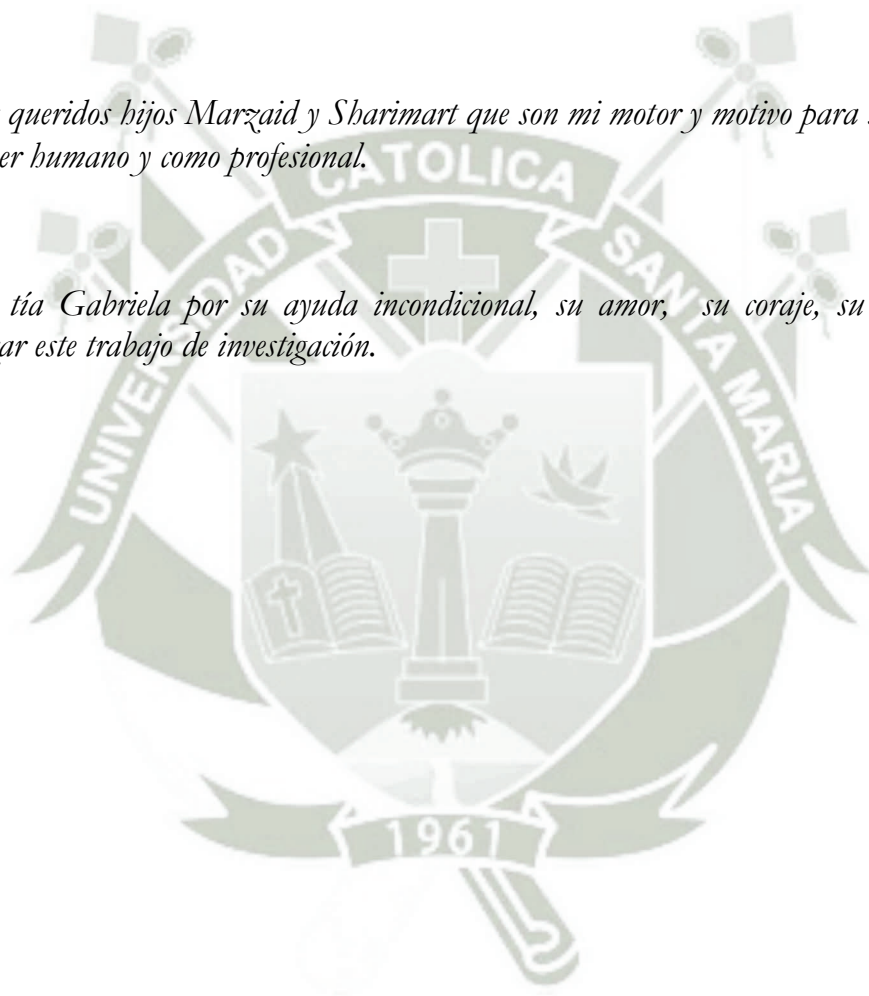 queridos hijos Marzaid y Sharimart que son mi motor y motivo para
er humano y como profesional.
tía Gabriela por su ayuda incondicional, su amor, su coraje, su
ar este trabajo de investigación.
UNIVERSIDAD CATOLICA SANTA MARIA
1961